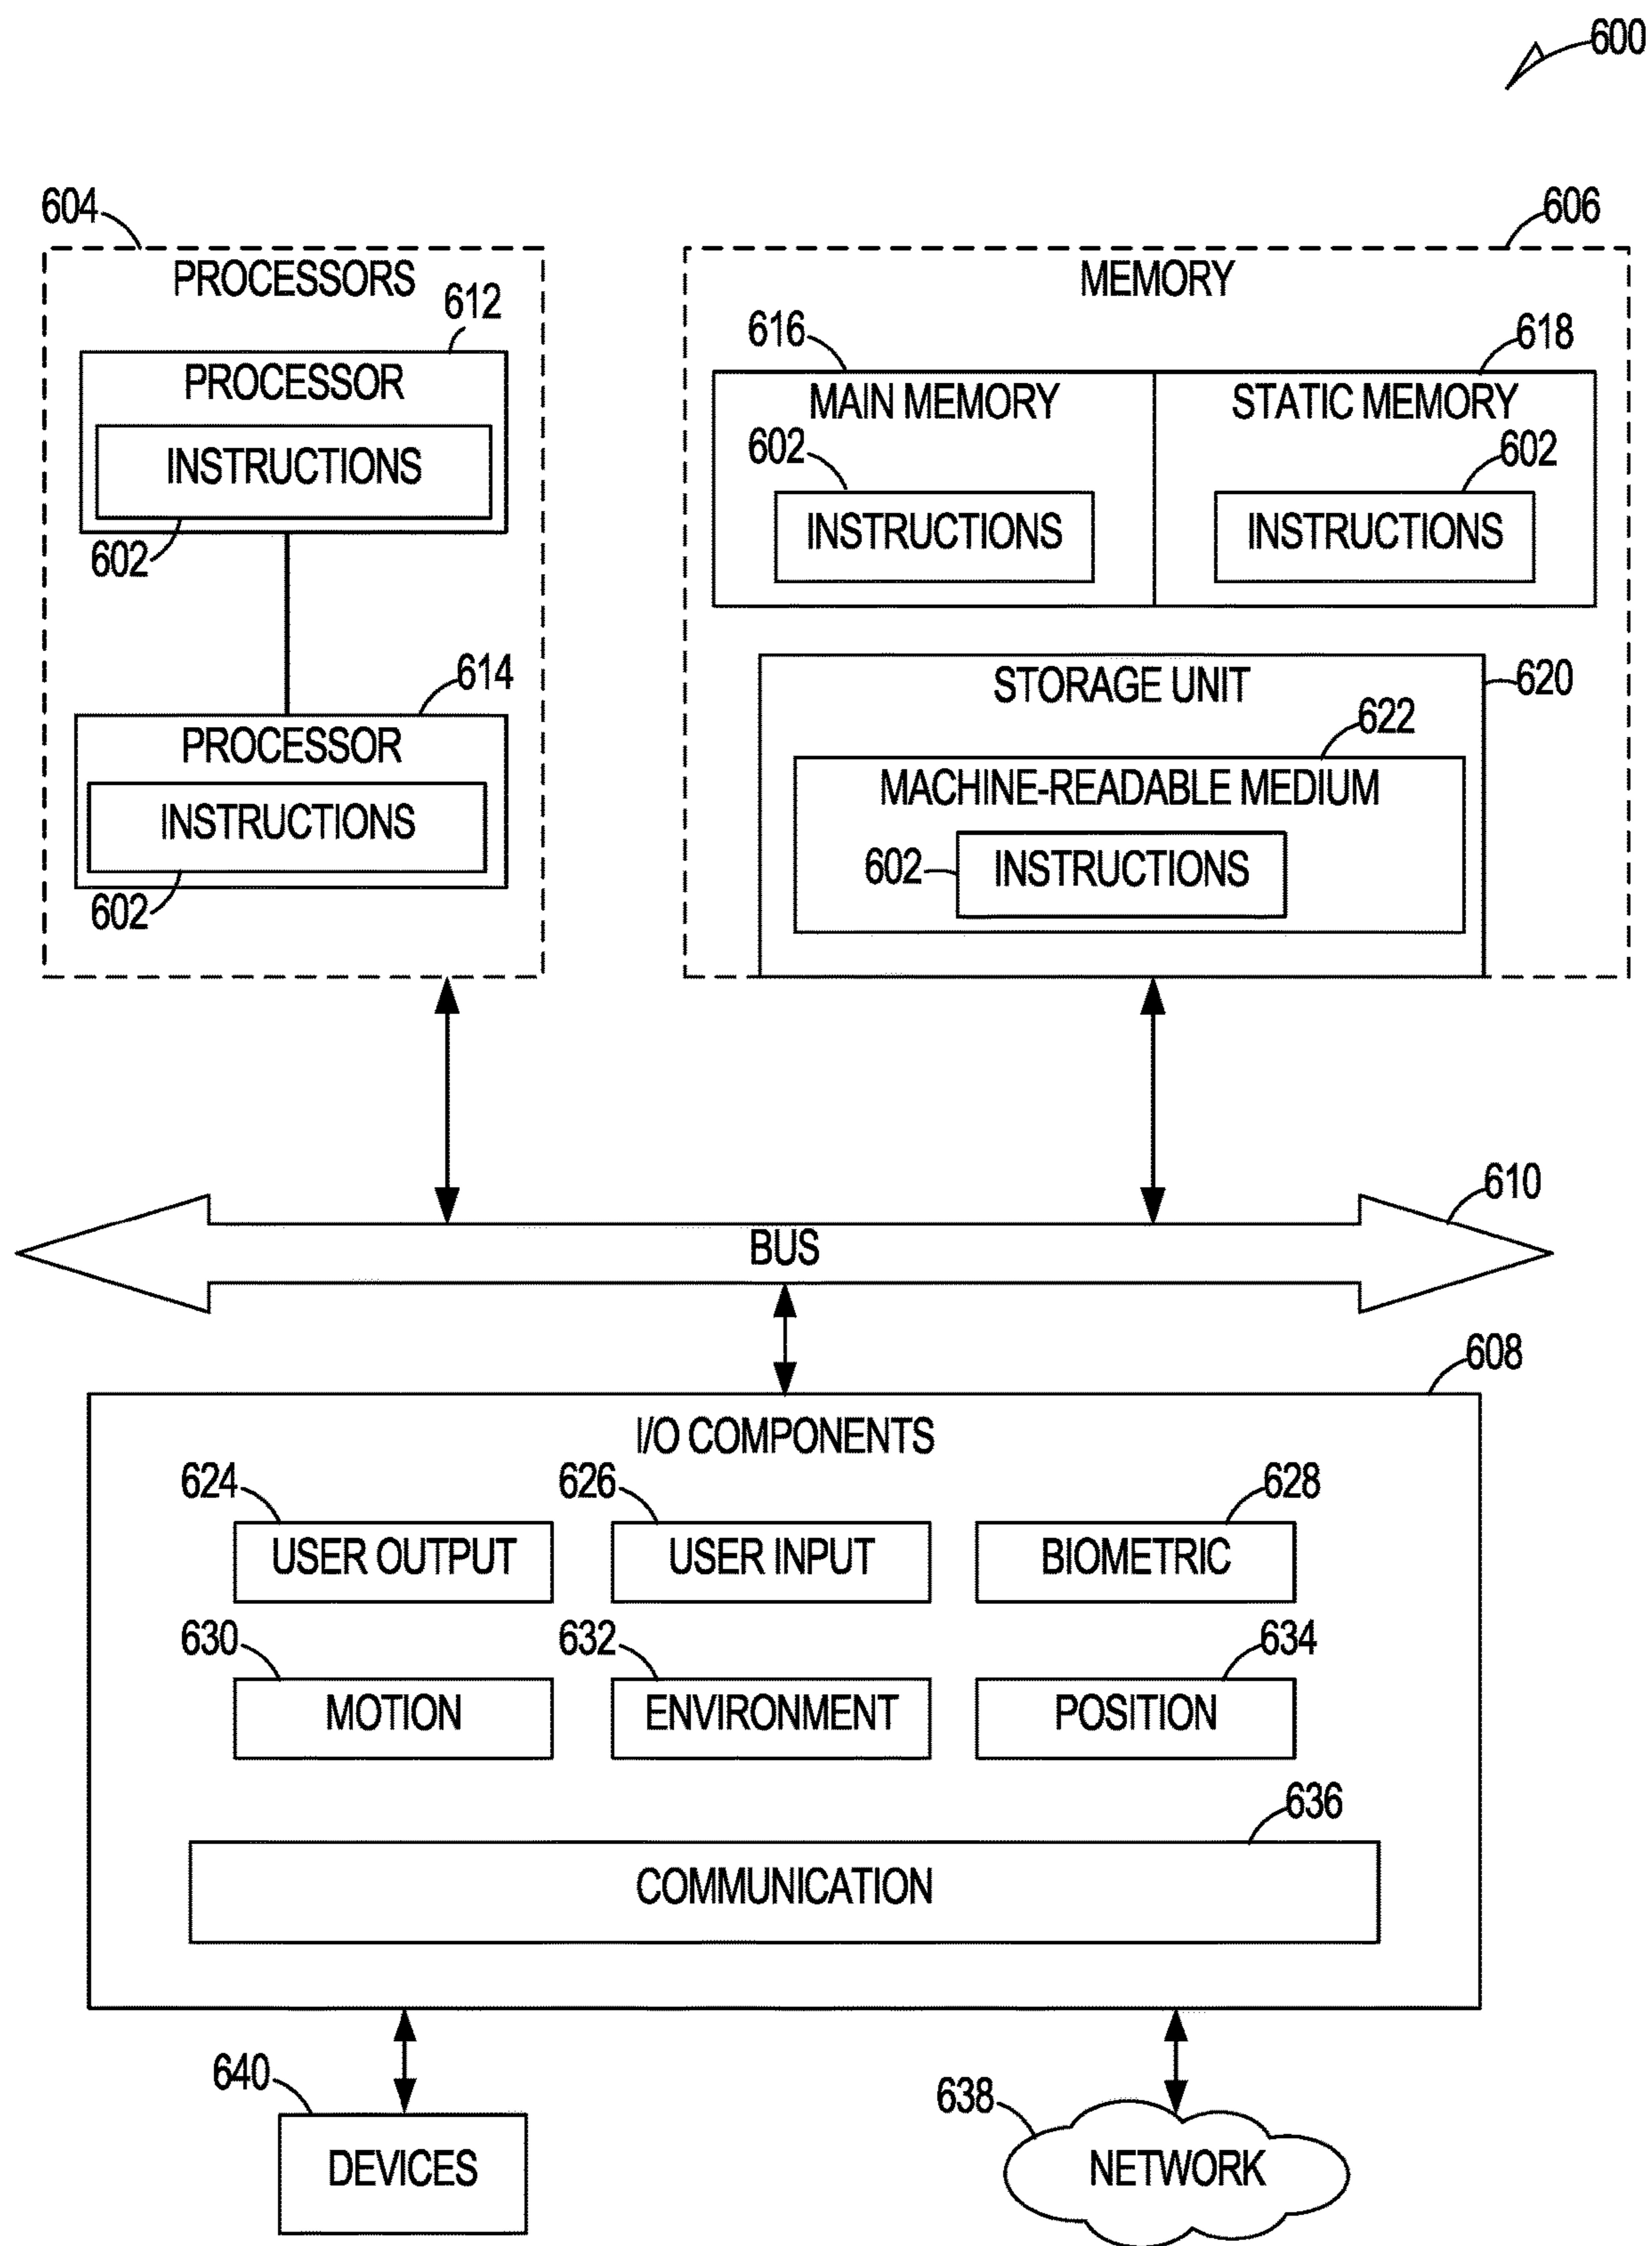 600
604
606
PROCESSORS
MEMORY
612
616
618
PROCESSOR
MAIN MEMORY
STATIC MEMORY
INSTRUCTIONS
602
602
602
INSTRUCTIONS
INSTRUCTIONS
614
STORAGE UNIT
620
PROCESSOR
622
INSTRUCTIONS
MACHINE-READABLE MEDIUM
602
602
INSTRUCTIONS
610
BUS
608
I/O COMPONENTS
624
626
628
USER OUTPUT
USER INPUT
BIOMETRIC
630
632
634
MOTION
ENVIRONMENT
POSITION
636
COMMUNICATION
640
638
DEVICES
NETWORK